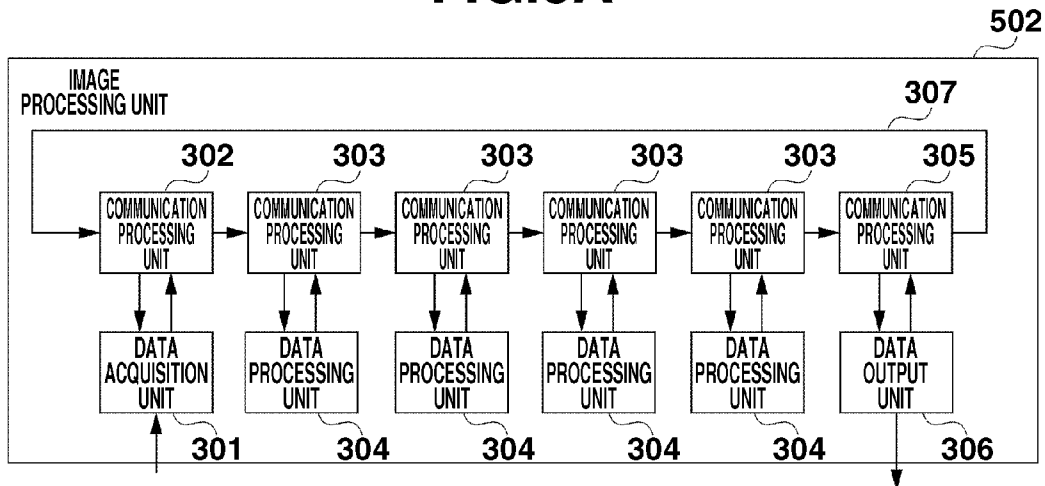 502
IMAGE
PROCESSING UNIT
307
302 303 303 303 303 305
COMMUNICATION PROCESSING UNIT
COMMUNICATION PROCESSING UNIT
COMMUNICATION PROCESSING UNIT
COMMUNICATION PROCESSING UNIT
COMMUNICATION PROCESSING UNIT
COMMUNICATION PROCESSING UNIT
DATA ACQUISITION UNIT
DATA PROCESSING UNIT
DATA PROCESSING UNIT
DATA PROCESSING UNIT
DATA PROCESSING UNIT
DATA OUTPUT UNIT
301 304 304 304 304 306